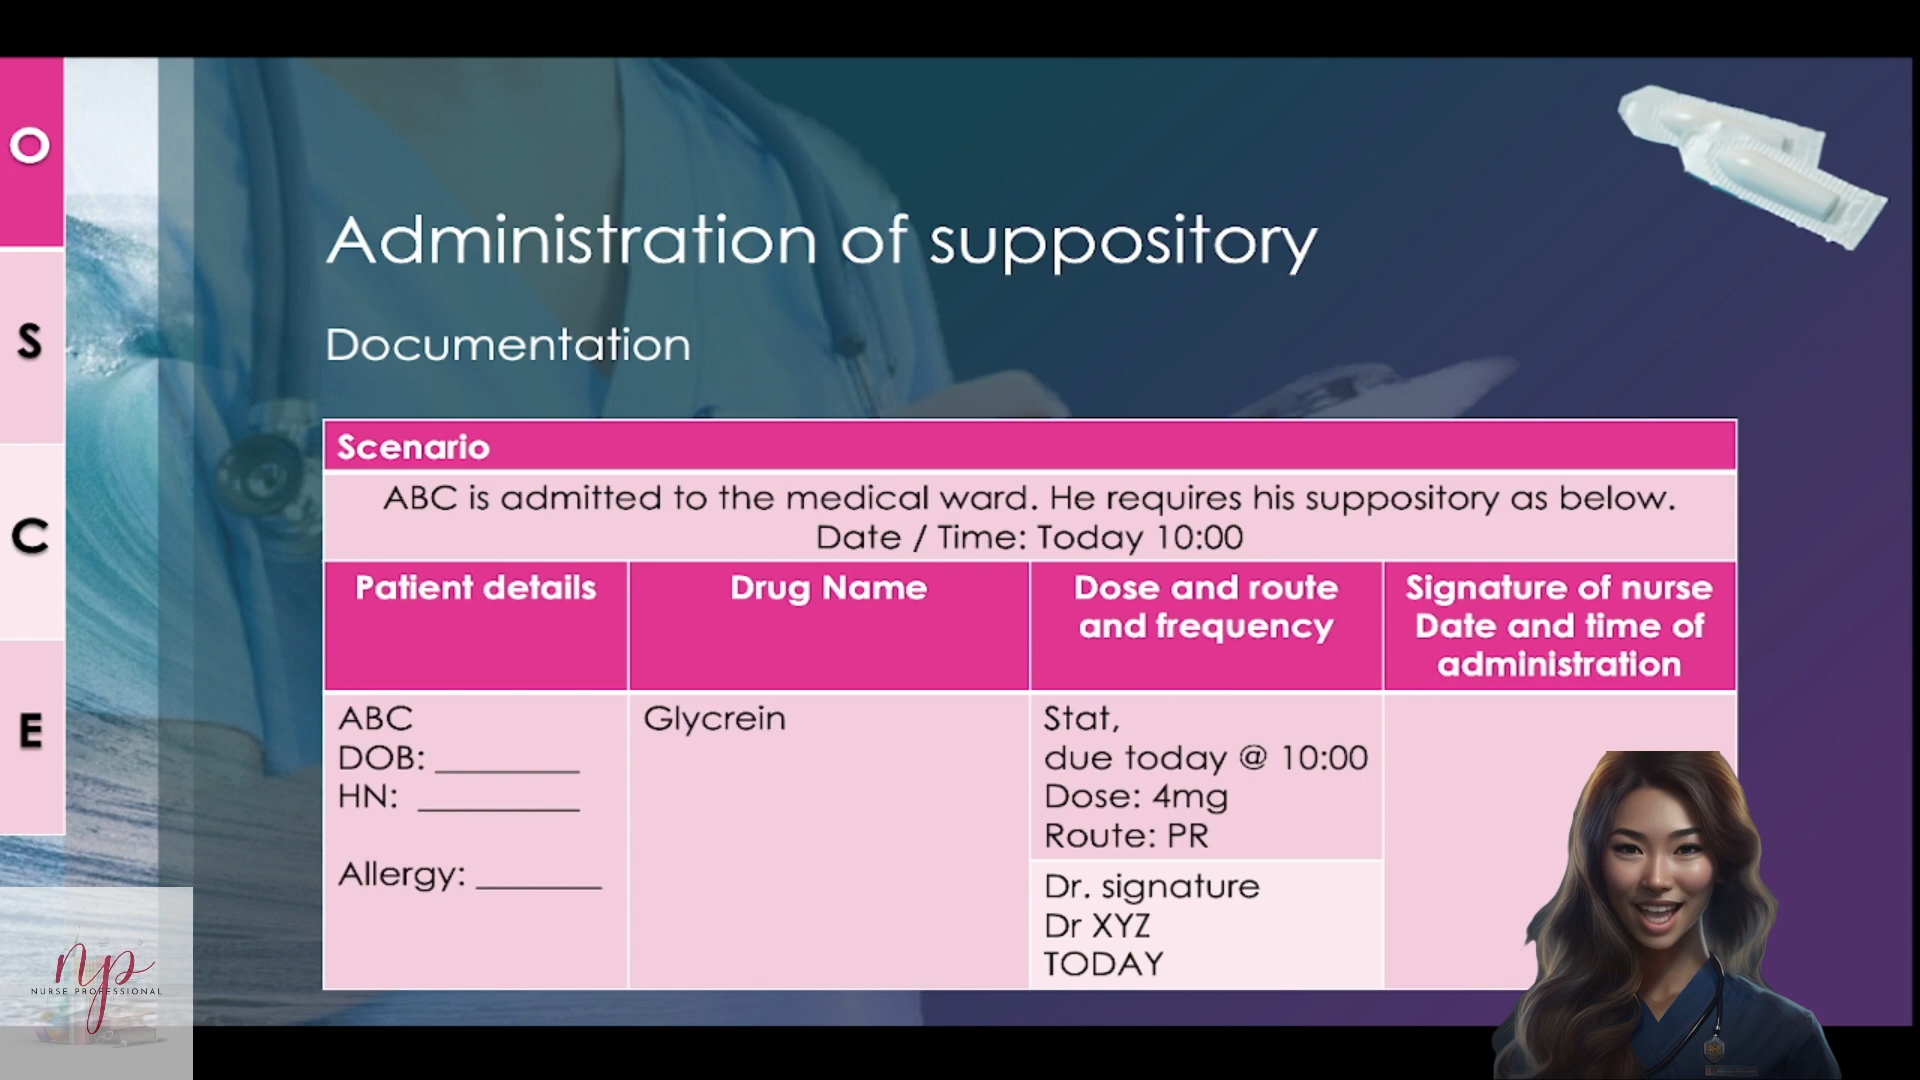 O
S
C
E
Administration of suppository
Documentation
Scenario
ABC is admitted to the medical ward. He requires his suppository as below.
Date / Time: Today 10:00
Patient details
Drug Name
Dose and route
and frequency
Signature of nurse
Date and time of
administration
ABC
DOB: ________
HN: _________
Allergy: _______
Glycrein
Stat,
due today @ 10:00
Dose: 4mg
Route: PR
Dr. signature
Dr XYZ
TODAY
np
NURSE PROFESSIONAL